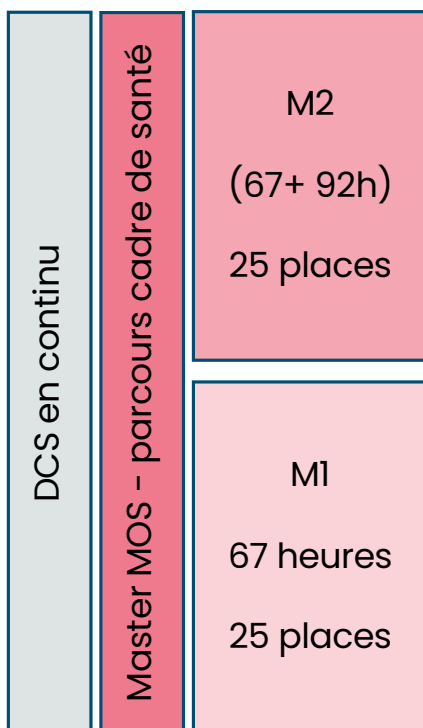 DCS en continu
Master MOS - parcours cadre de santé
M2
(67+ 92h)
25 places
M1
67 heures
25 places